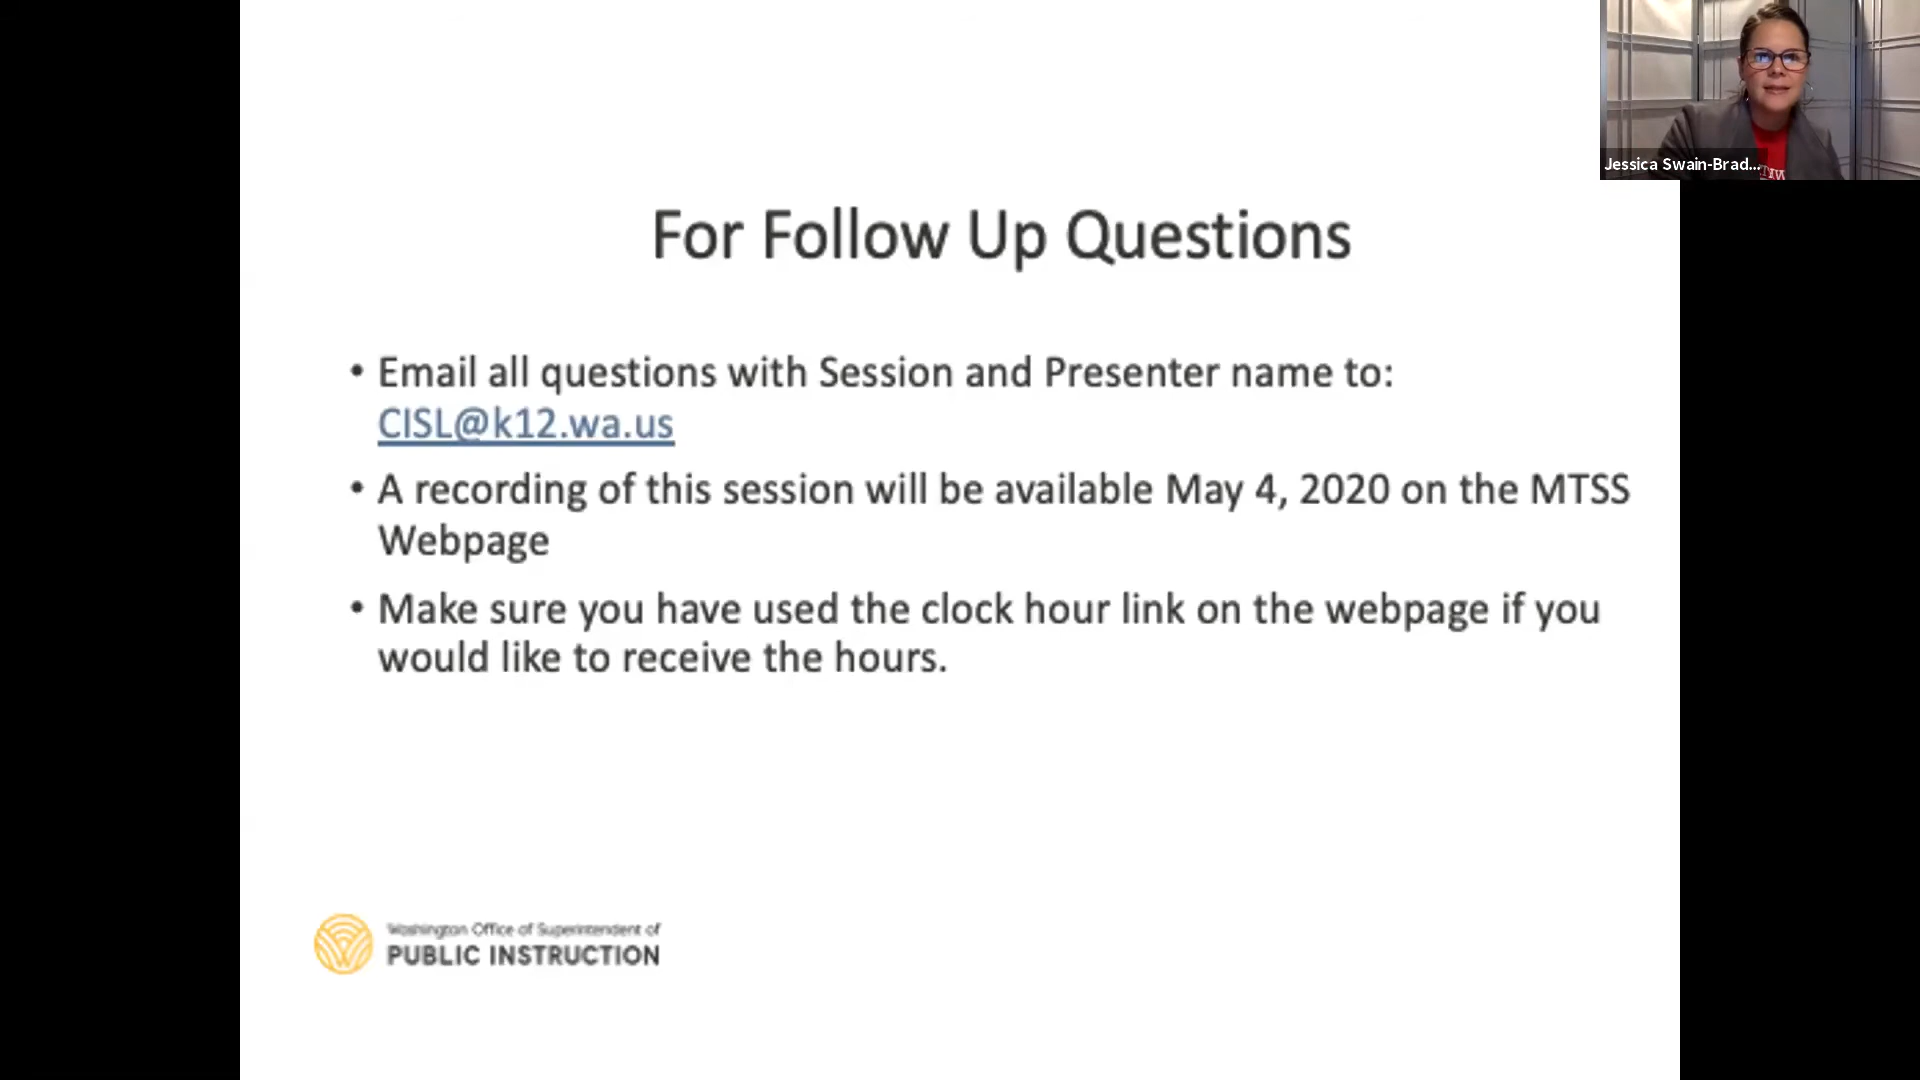 Jessica Swain-Brad...
For Follow Up Questions
• Email all questions with Session and Presenter name to:
CISL@k12.wa.us
• A recording of this session will be available May 4, 2020 on the MTSS
Webpage
• Make sure you have used the clock hour link on the webpage if you
would like to receive the hours.
Washington Office of Superintendent of
PUBLIC INSTRUCTION